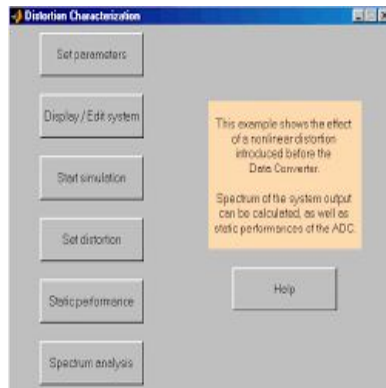 Distortion Characterization
Set parameters
Display / Edit system
Start simulation
Set distortion
Static performance
Spectrum analysis
This example shows the effect
of a nonlinear distortion
introduced before the
Data Converter.
Spectrum of the system output
can be calculated, as well as
static performances of the ADC.
Help